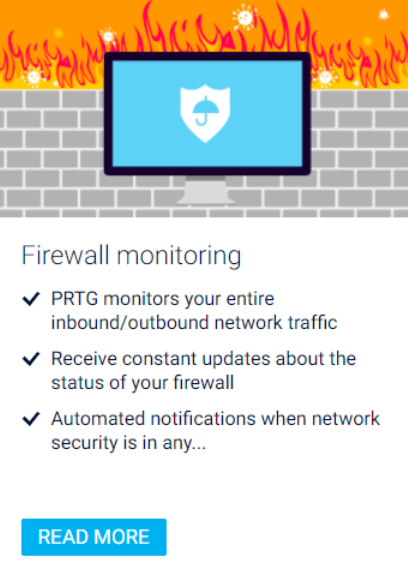 Firewall monitoring
PRTG monitors your entire
inbound/outbound network traffic
Receive constant updates about the
status of your firewall
Automated notifications when network
security is in any...
READ MORE